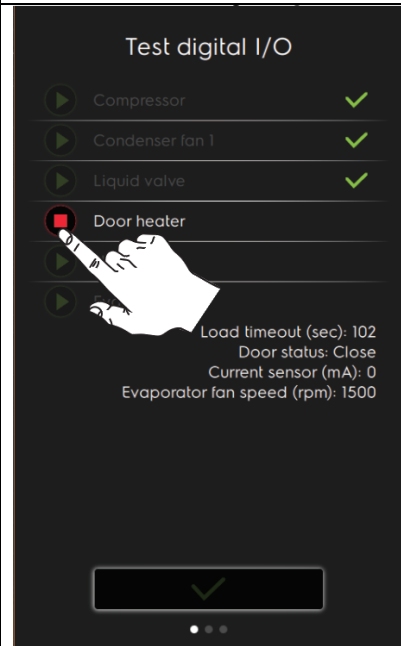 Test digital I/O
Compressor
Condenser fan 1
Liquid valve
Door heater
Load timeout (sec): 102
Door status: Close
Current sensor (mA): 0
Evaporator fan speed (rpm): 1500